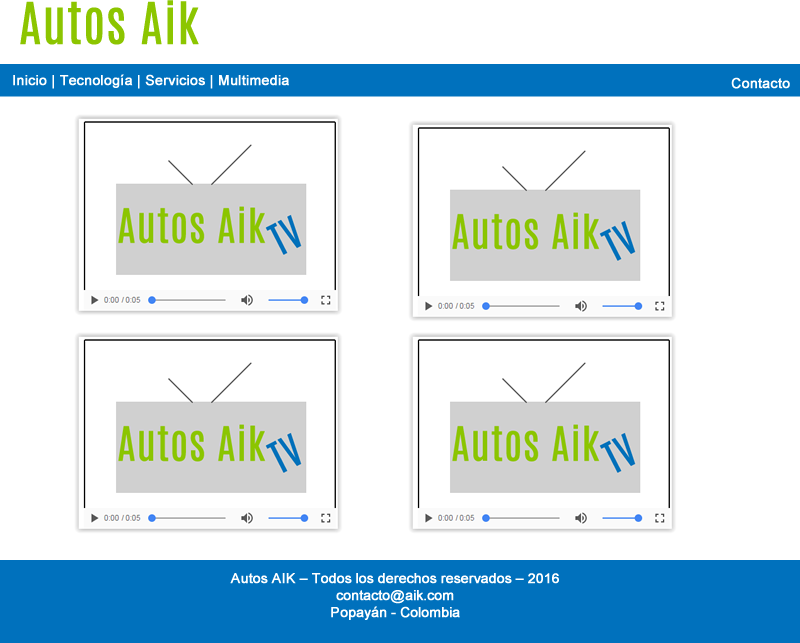 Autos Aik
Inicio | Tecnología | Servicios | Multimedia
Contacto
Autos Aik TV
0:00 / 0:05
Autos Aik TV
0:00 / 0:05
Autos Aik TV
0:00 / 0:05
Autos Aik TV
0:00 / 0:05
Autos AIK – Todos los derechos reservados – 2016
contacto@aik.com
Popayán - Colombia